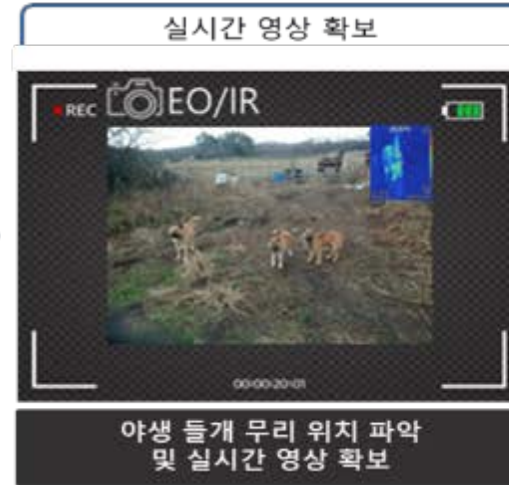 실시간 영상 확보
REC EO/IR
00:00:20:01
야생 들개 무리 위치 파악
및 실시간 영상 확보